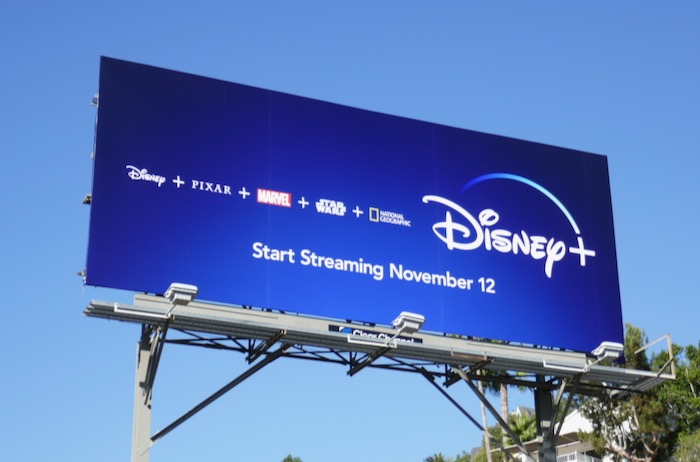 Disney + PIXAR + MARVEL + STAR WARS + NATIONAL GEOGRAPHIC
Disney+
Start Streaming November 12
Clear Channel